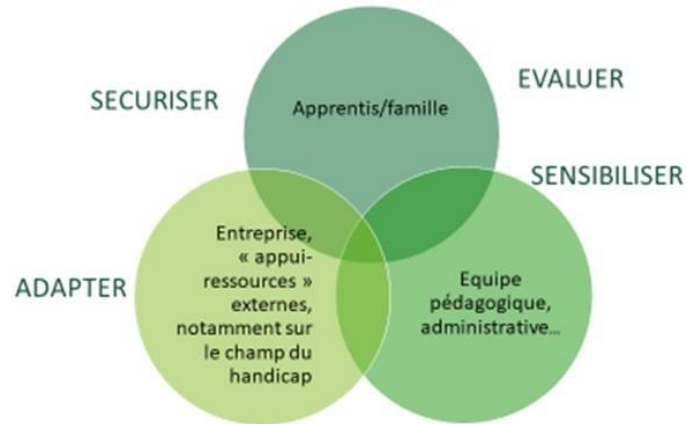 EVALUER
SECURISER
Apprentis/famille
SENSIBILISER
Entreprise,
« appui-
ressources »
externes,
notamment sur
le champ du
handicap
ADAPTER
Equipe
pédagogique,
administrative...